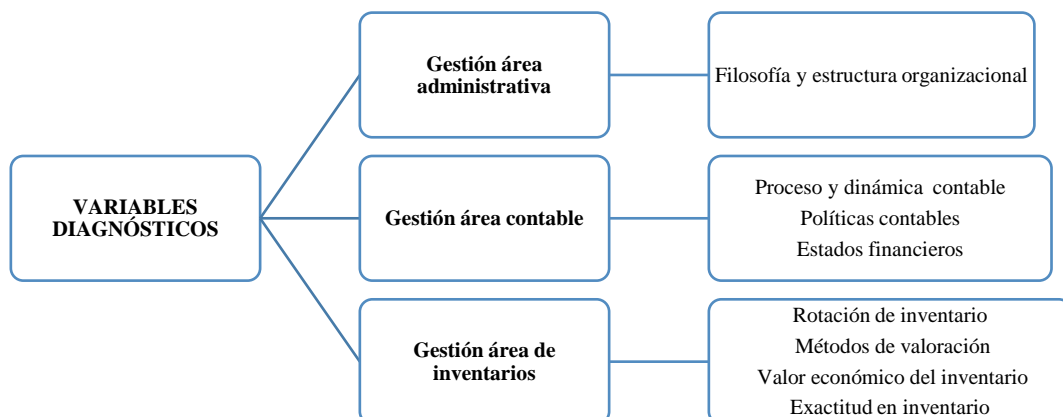 VARIABLES
DIAGNÓSTICOS
Gestión área
administrativa
Filosofía y estructura organizacional
Gestión área contable
Proceso y dinámica contable
Políticas contables
Estados financieros
Gestión área de
inventarios
Rotación de inventario
Métodos de valoración
Valor económico del inventario
Exactitud en inventario